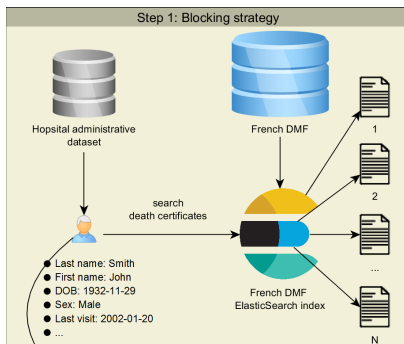 Step 1: Blocking strategy
Hopsital administrative
dataset
French DMF
1
2
...
N
search
death certificates
French DMF
ElasticSearch index
● Last name: Smith
● First name: John
● DOB: 1932-11-29
● Sex: Male
● Last visit: 2002-01-20
● ...